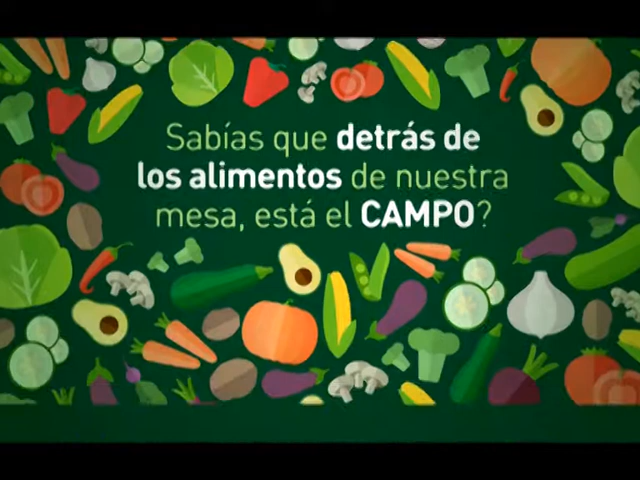 Sabías que detrás de
los alimentos de nuestra
mesa, está el CAMPO?